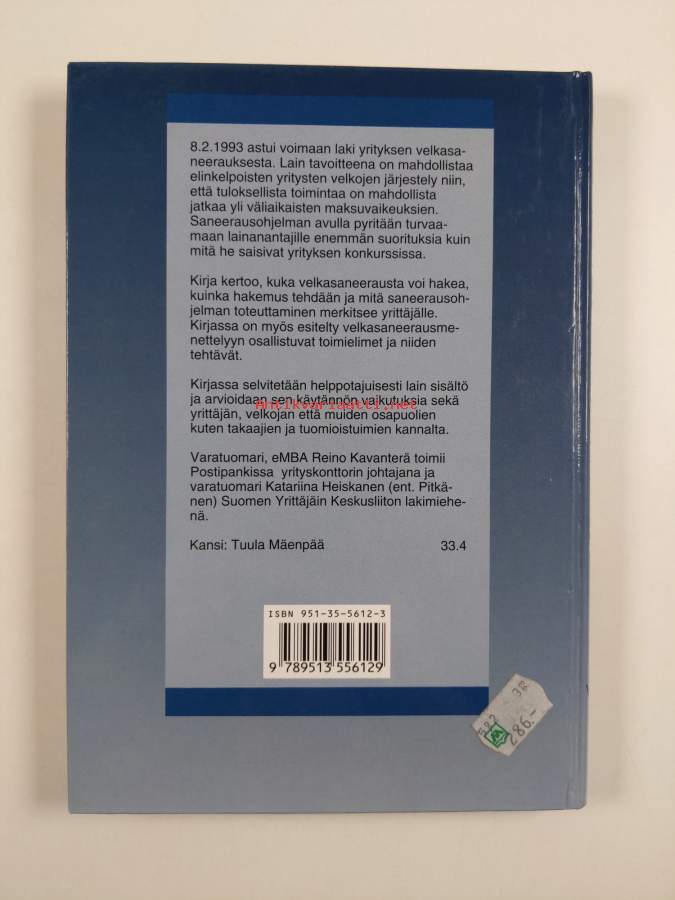 8.2.1993 astui voimaan laki yrityksen velkasa-
neerauksesta. Lain tavoitteena on mahdollistaa
elinkelpoisten yritysten velkojen järjestely niin,
että tuloksellista toimintaa on mahdollista
jatkaa yli väliaikaisten maksuvaikeuksien.
Saneerausohjelman avulla pyritään turvaa-
maan lainanantajille enemmän suorituksia kuin
mitä he saisivat yrityksen konkurssissa.
Kirja kertoo, kuka velkasaneerausta voi hakea,
kuinka hakemus tehdään ja mitä saneerausoh-
jelman toteuttaminen merkitsee yrittäjälle.
Kirjassa on myös esitelty velkasaneerausme-
nettelyyn osallistuvat toimielimet ja niiden
tehtävät.
Kirjassa selvitetään helppotajuisesti lain sisältö
ja arvioidaan sen käytännön vaikutuksia sekä
Antikvariaatti.net
yrittäjän, velkojan että muiden osapuolien
kuten takaajien ja tuomioistuimien kannalta.
Varatuomari, eMBA Reino Kavanterä toimii
Postipankissa yrityskonttorin johtajana ja
varatuomari Katariina Heiskanen (ent. Pitkä-
nen) Suomen Yrittäjäin Keskusliiton lakimiehe-
nä.
Kansi: Tuula Mäenpää 33.4
ISBN 951-35-5612-3
9 789513 556129
286.-